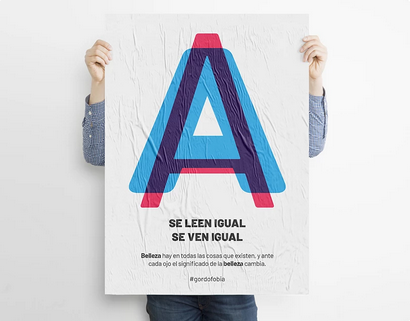 A
SE LEEN IGUAL
SE VEN IGUAL
Belleza hay en todas las cosas que existen, y ante
cada ojo el significado de la belleza cambia.
#gordofobia